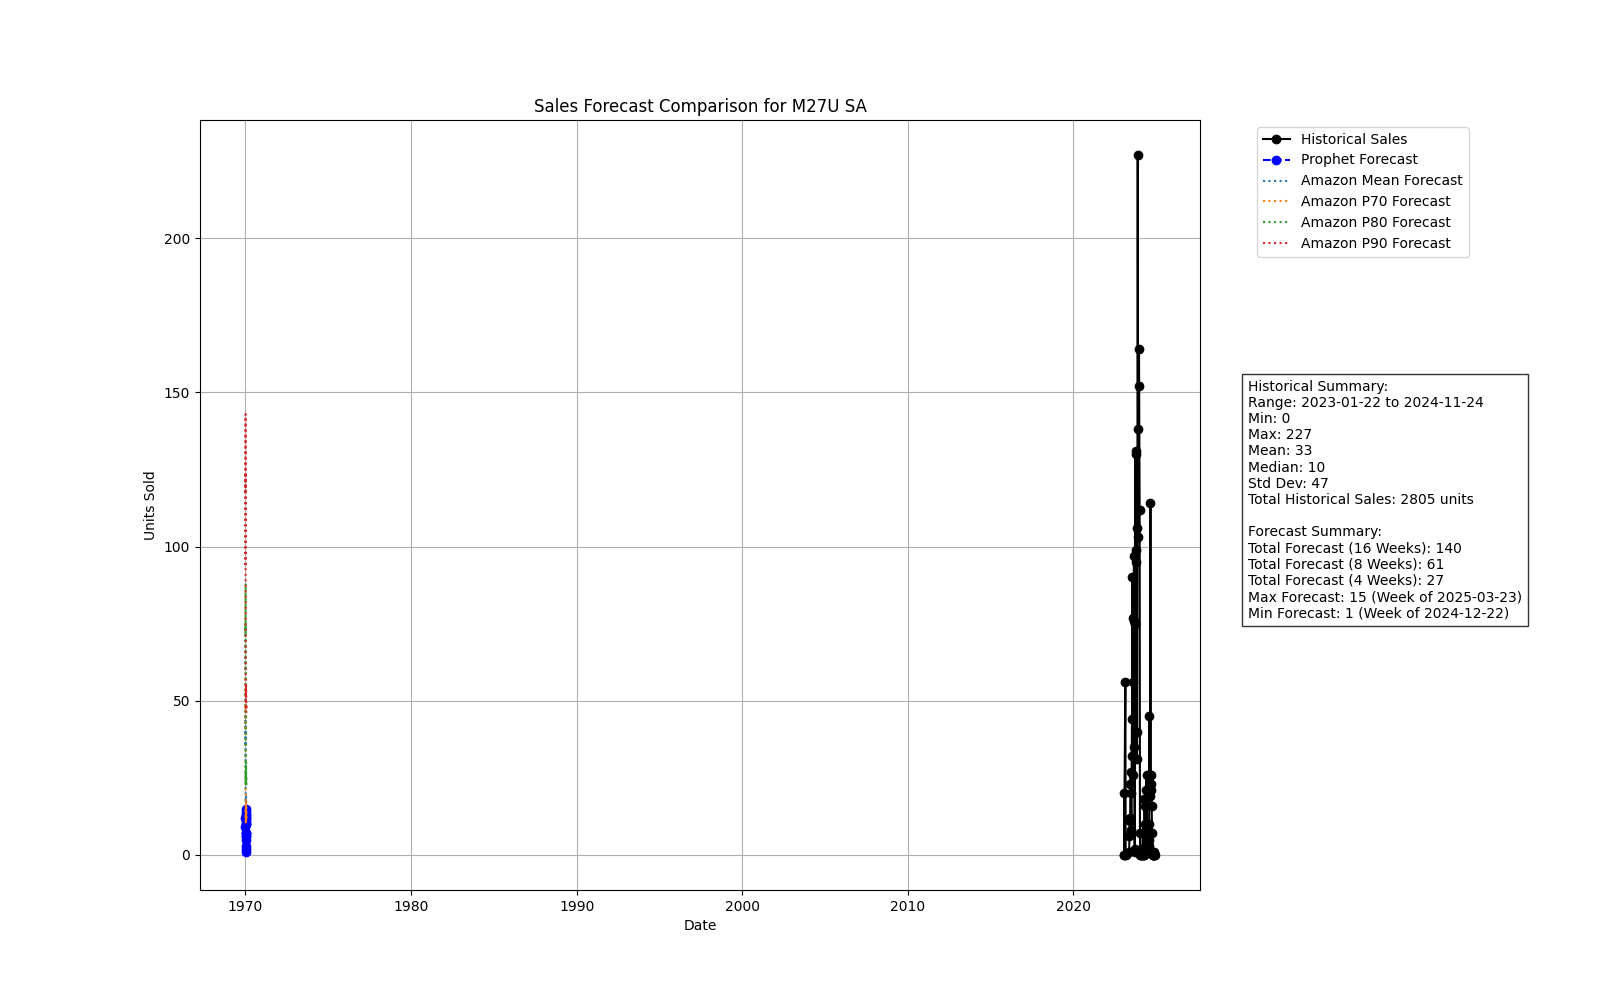 Sales Forecast Comparison for M27U SA
Units Sold
200
150
100
50
0
1970
1980
1990
2000
2010
2020
Date
Historical Sales
Prophet Forecast
Amazon Mean Forecast
Amazon P70 Forecast
Amazon P80 Forecast
Amazon P90 Forecast
Historical Summary:
Range: 2023-01-22 to 2024-11-24
Min: 0
Max: 227
Mean: 33
Median: 10
Std Dev: 47
Total Historical Sales: 2805 units
Forecast Summary:
Total Forecast (16 Weeks): 140
Total Forecast (8 Weeks): 61
Total Forecast (4 Weeks): 27
Max Forecast: 15 (Week of 2025-03-23)
Min Forecast: 1 (Week of 2024-12-22)